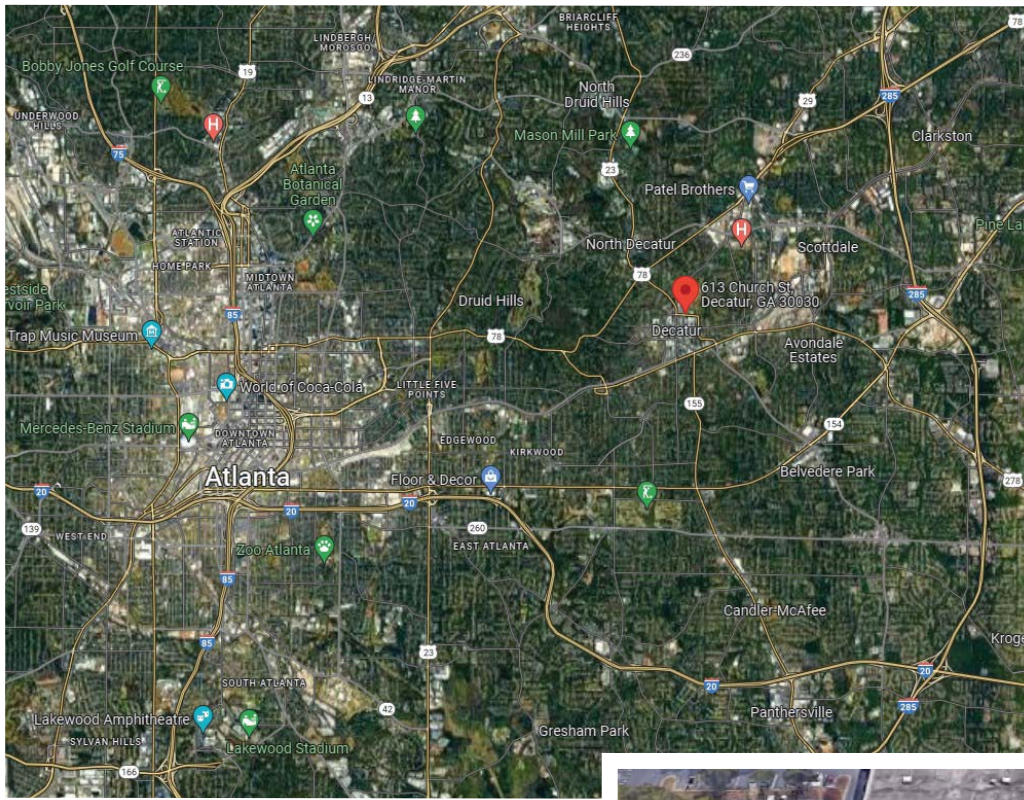 BRIARCLIFF
HEIGHTS
78
LINDBERGH/
MOROSGO
236
Bobby Jones Golf Course
19
LINDRIDGE-MARTIN
MANOR
13
North
Druid Hills
29
285
UNDERWOOD
HILLS
Mason Mill Park
Clarkston
75
Atlanta
Botanical
Garden
23
Patel Brothers
ATLANTIC
STATION
North Decatur
Scottdale
Pine La
HOME PARK
MIDTOWN
ATLANTA
78
estside
rvoir Park
Druid Hills
613 Church St,
Decatur, GA 30030
285
85
Trap Music Museum
78
Decatur
Avondale
Estates
World of Coca-Cola
LITTLE FIVE
POINTS
155
Mercedes-Benz Stadium
DOWNTOWN
ATLANTA
EDGEWOOD
154
KIRKWOOD
Atlanta
Floor & Decor
Belvedere Park
278
20
20
20
139
WEST END
260
EAST ATLANTA
Zoo Atlanta
85
Candler-McAfee
85
23
Kroge
20
SOUTH ATLANTA
20
42
285
Lakewood Amphitheatre
Panthersville
SYLVAN HILLS
Lakewood Stadium
Gresham Park
166